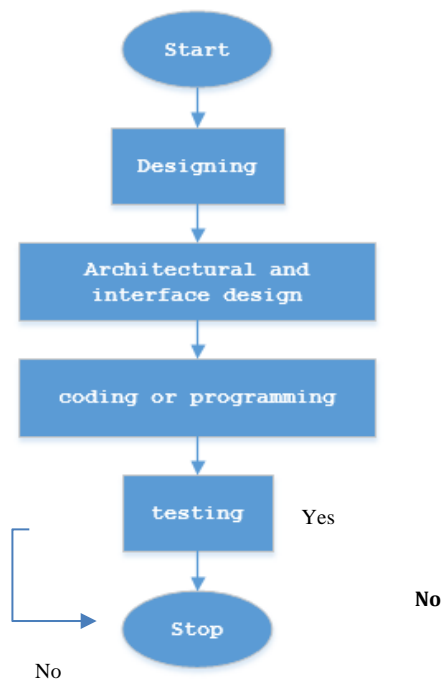 Start
Designing
Architectural and
interface design
coding or programming
testing
Yes
No
Stop
No